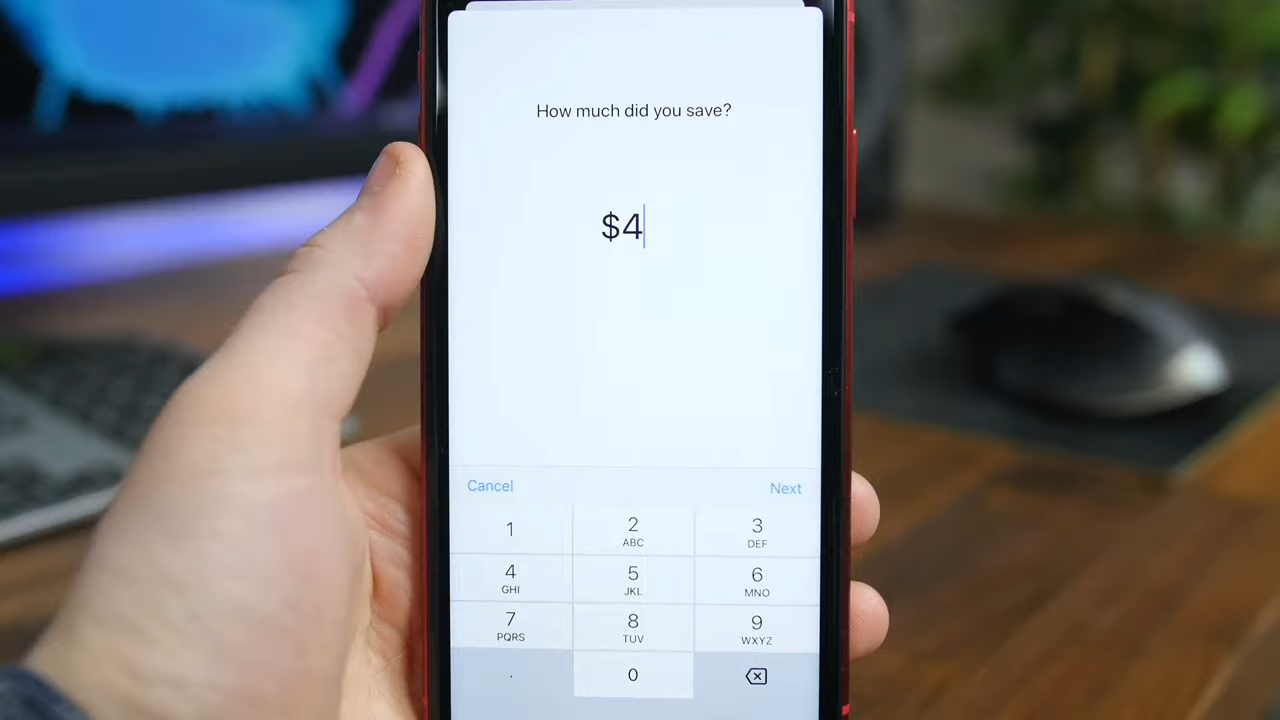 How much did you save?
$4
Cancel Next
1 2 3
ABC DEF
4 5 6
GHI JKL MNO
7 8 9
PQRS TUV WXYZ
. 0